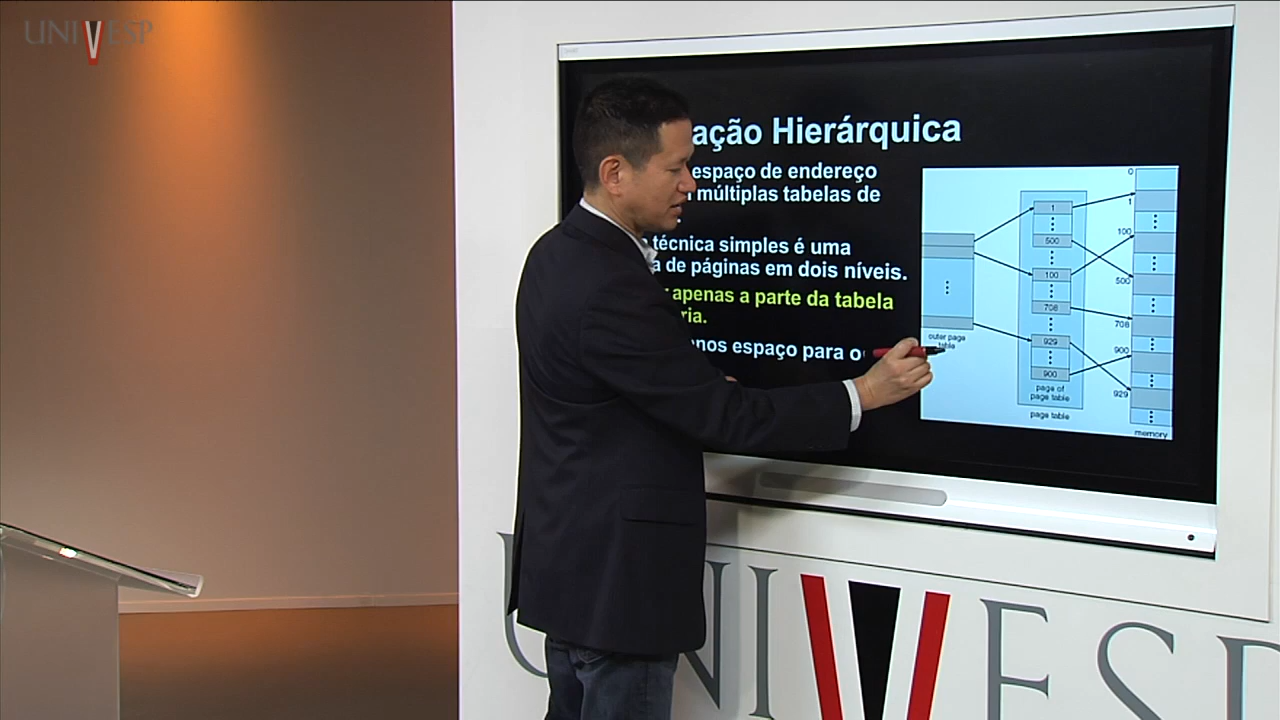 UNIVESP
ação Hierárquica
espaço de endereço
múltiplas tabelas de
técnica simples é uma
a de páginas em dois níveis.
apenas a parte da tabela
ria.
nos espaço para o
0
1
1
500
100
100
500
708
708
929
900
900
929
outer page
table
page of
page table
page table
memory
UNIVESP